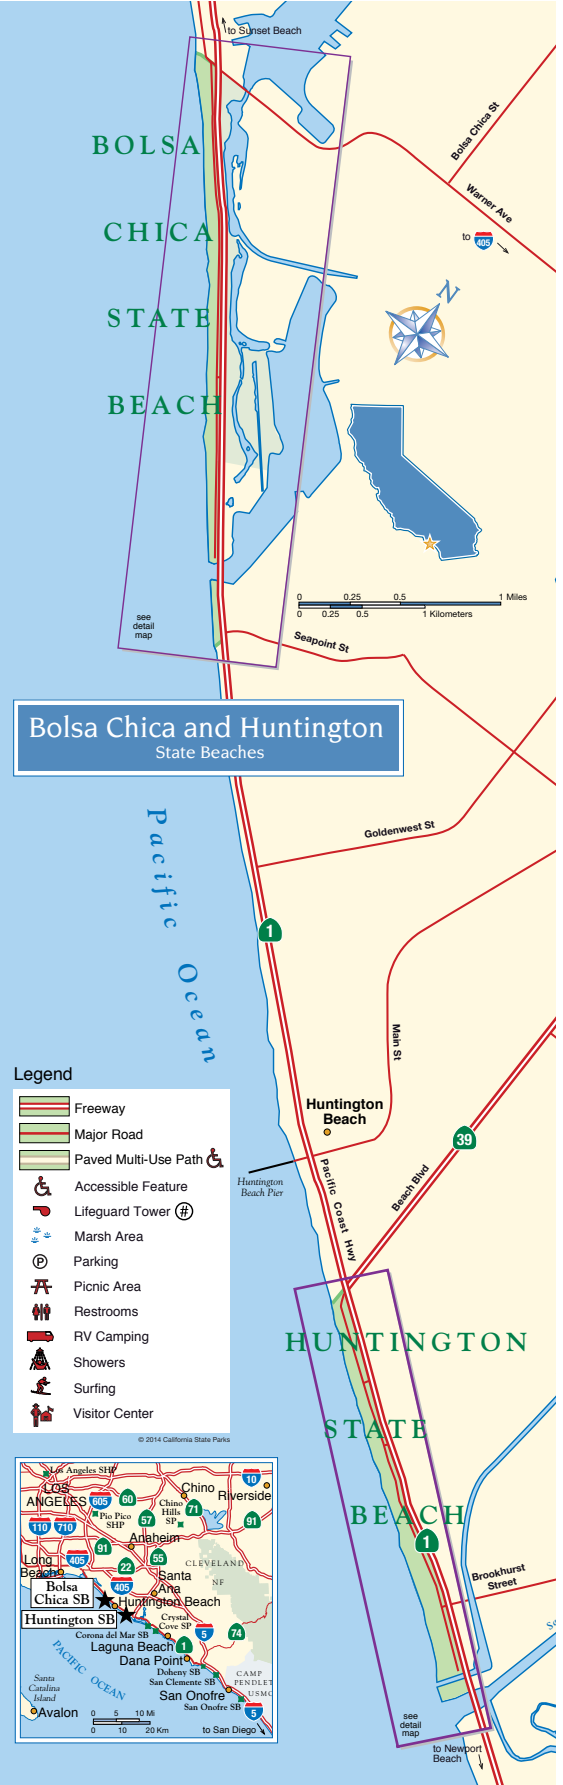 to Sunset Beach
BOLSA
CHICA
STATE
BEACH
Bolsa Chica St
Warner Ave
to
405
N
0 0.25 0.5 1 Miles
0 0.25 0.5 1 Kilometers
see
detail
map
Seapoint St
Bolsa Chica and Huntington
State Beaches
Pacific Ocean
Goldenwest St
1
Main St
Huntington
Beach
39
Huntington
Beach Pier
Pacific Coast Hwy
Beach Blvd
Legend
Freeway
Major Road
Paved Multi-Use Path
Accessible Feature
Lifeguard Tower #
Marsh Area
P Parking
Picnic Area
Restrooms
RV Camping
Showers
Surfing
Visitor Center
© 2014 California State Parks
HUNTINGTON
STATE
BEACH
1
Brookhurst
Street
see
detail
map
to Newport
Beach
Los Angeles SHP
LOS
ANGELES
605
60
Chino
10
Riverside
Pio Pico
SHP
57
Chino
Hills
SP
71
91
110
710
Anaheim
91
405
22
55
CLEVELAND
NF
Long
Beach
405
Santa
Ana
Bolsa
Chica SB
Huntington Beach
Huntington SB
Crystal
Cove SP
Corona del Mar SB
5
74
Laguna Beach
1
Dana Point
Doheny SB
San Clemente SB
CAMP
PENDLET
USMC
San Onofre
San Onofre SB
5
PACIFIC OCEAN
Santa
Catalina
Island
Avalon
0 5 10 Mi
0 10 20 Km
to San Diego